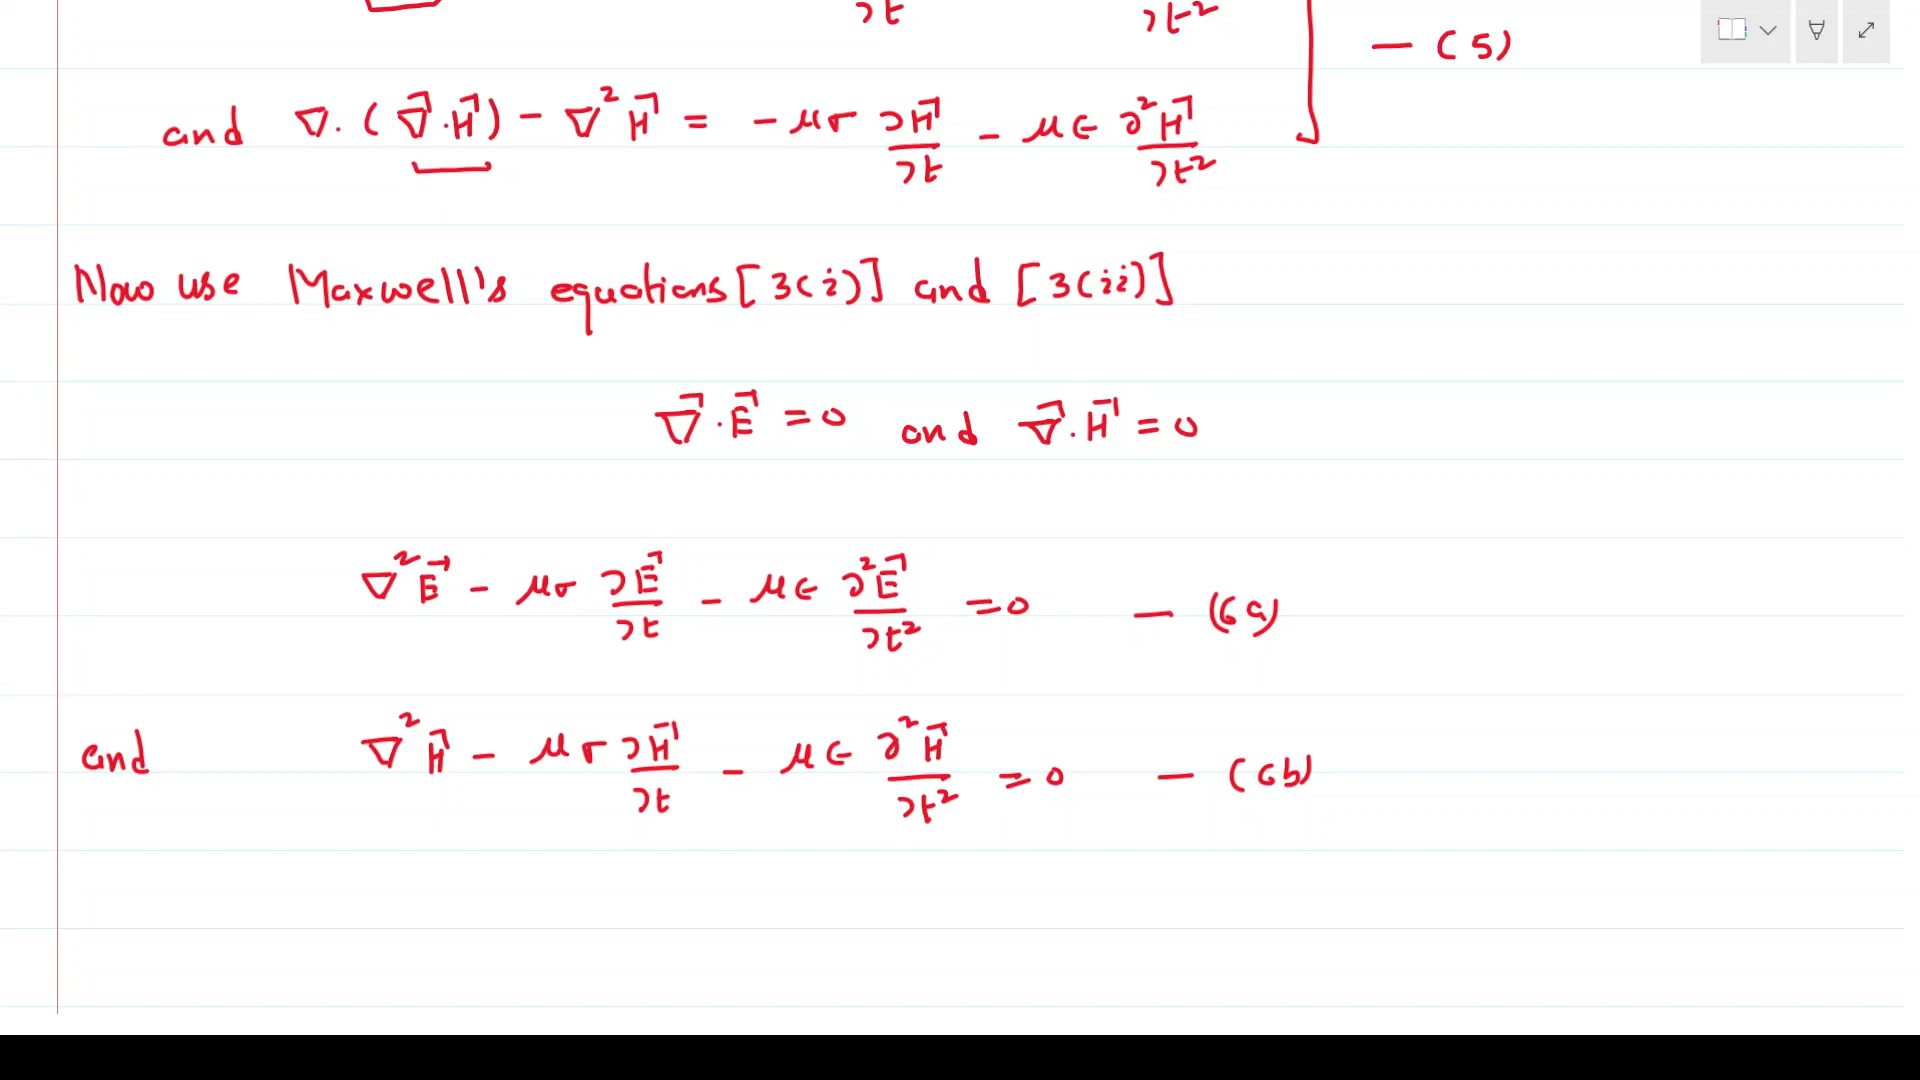 ∂t ∂t²
— (5)
and ∇⃗.(∇⃗.H⃗) - ∇²H⃗ = -μσ ∂H⃗/∂t - μϵ ∂²H⃗/∂t²
Now use Maxwell's equations [3(i)] and [3(ii)]
∇⃗.E⃗ = 0 and ∇⃗.H⃗ = 0
∇²E⃗ - μσ ∂E⃗/∂t - μϵ ∂²E⃗/∂t² = 0 — (6a)
and ∇²H⃗ - μσ ∂H⃗/∂t - μϵ ∂²H⃗/∂t² = 0 — (6b)